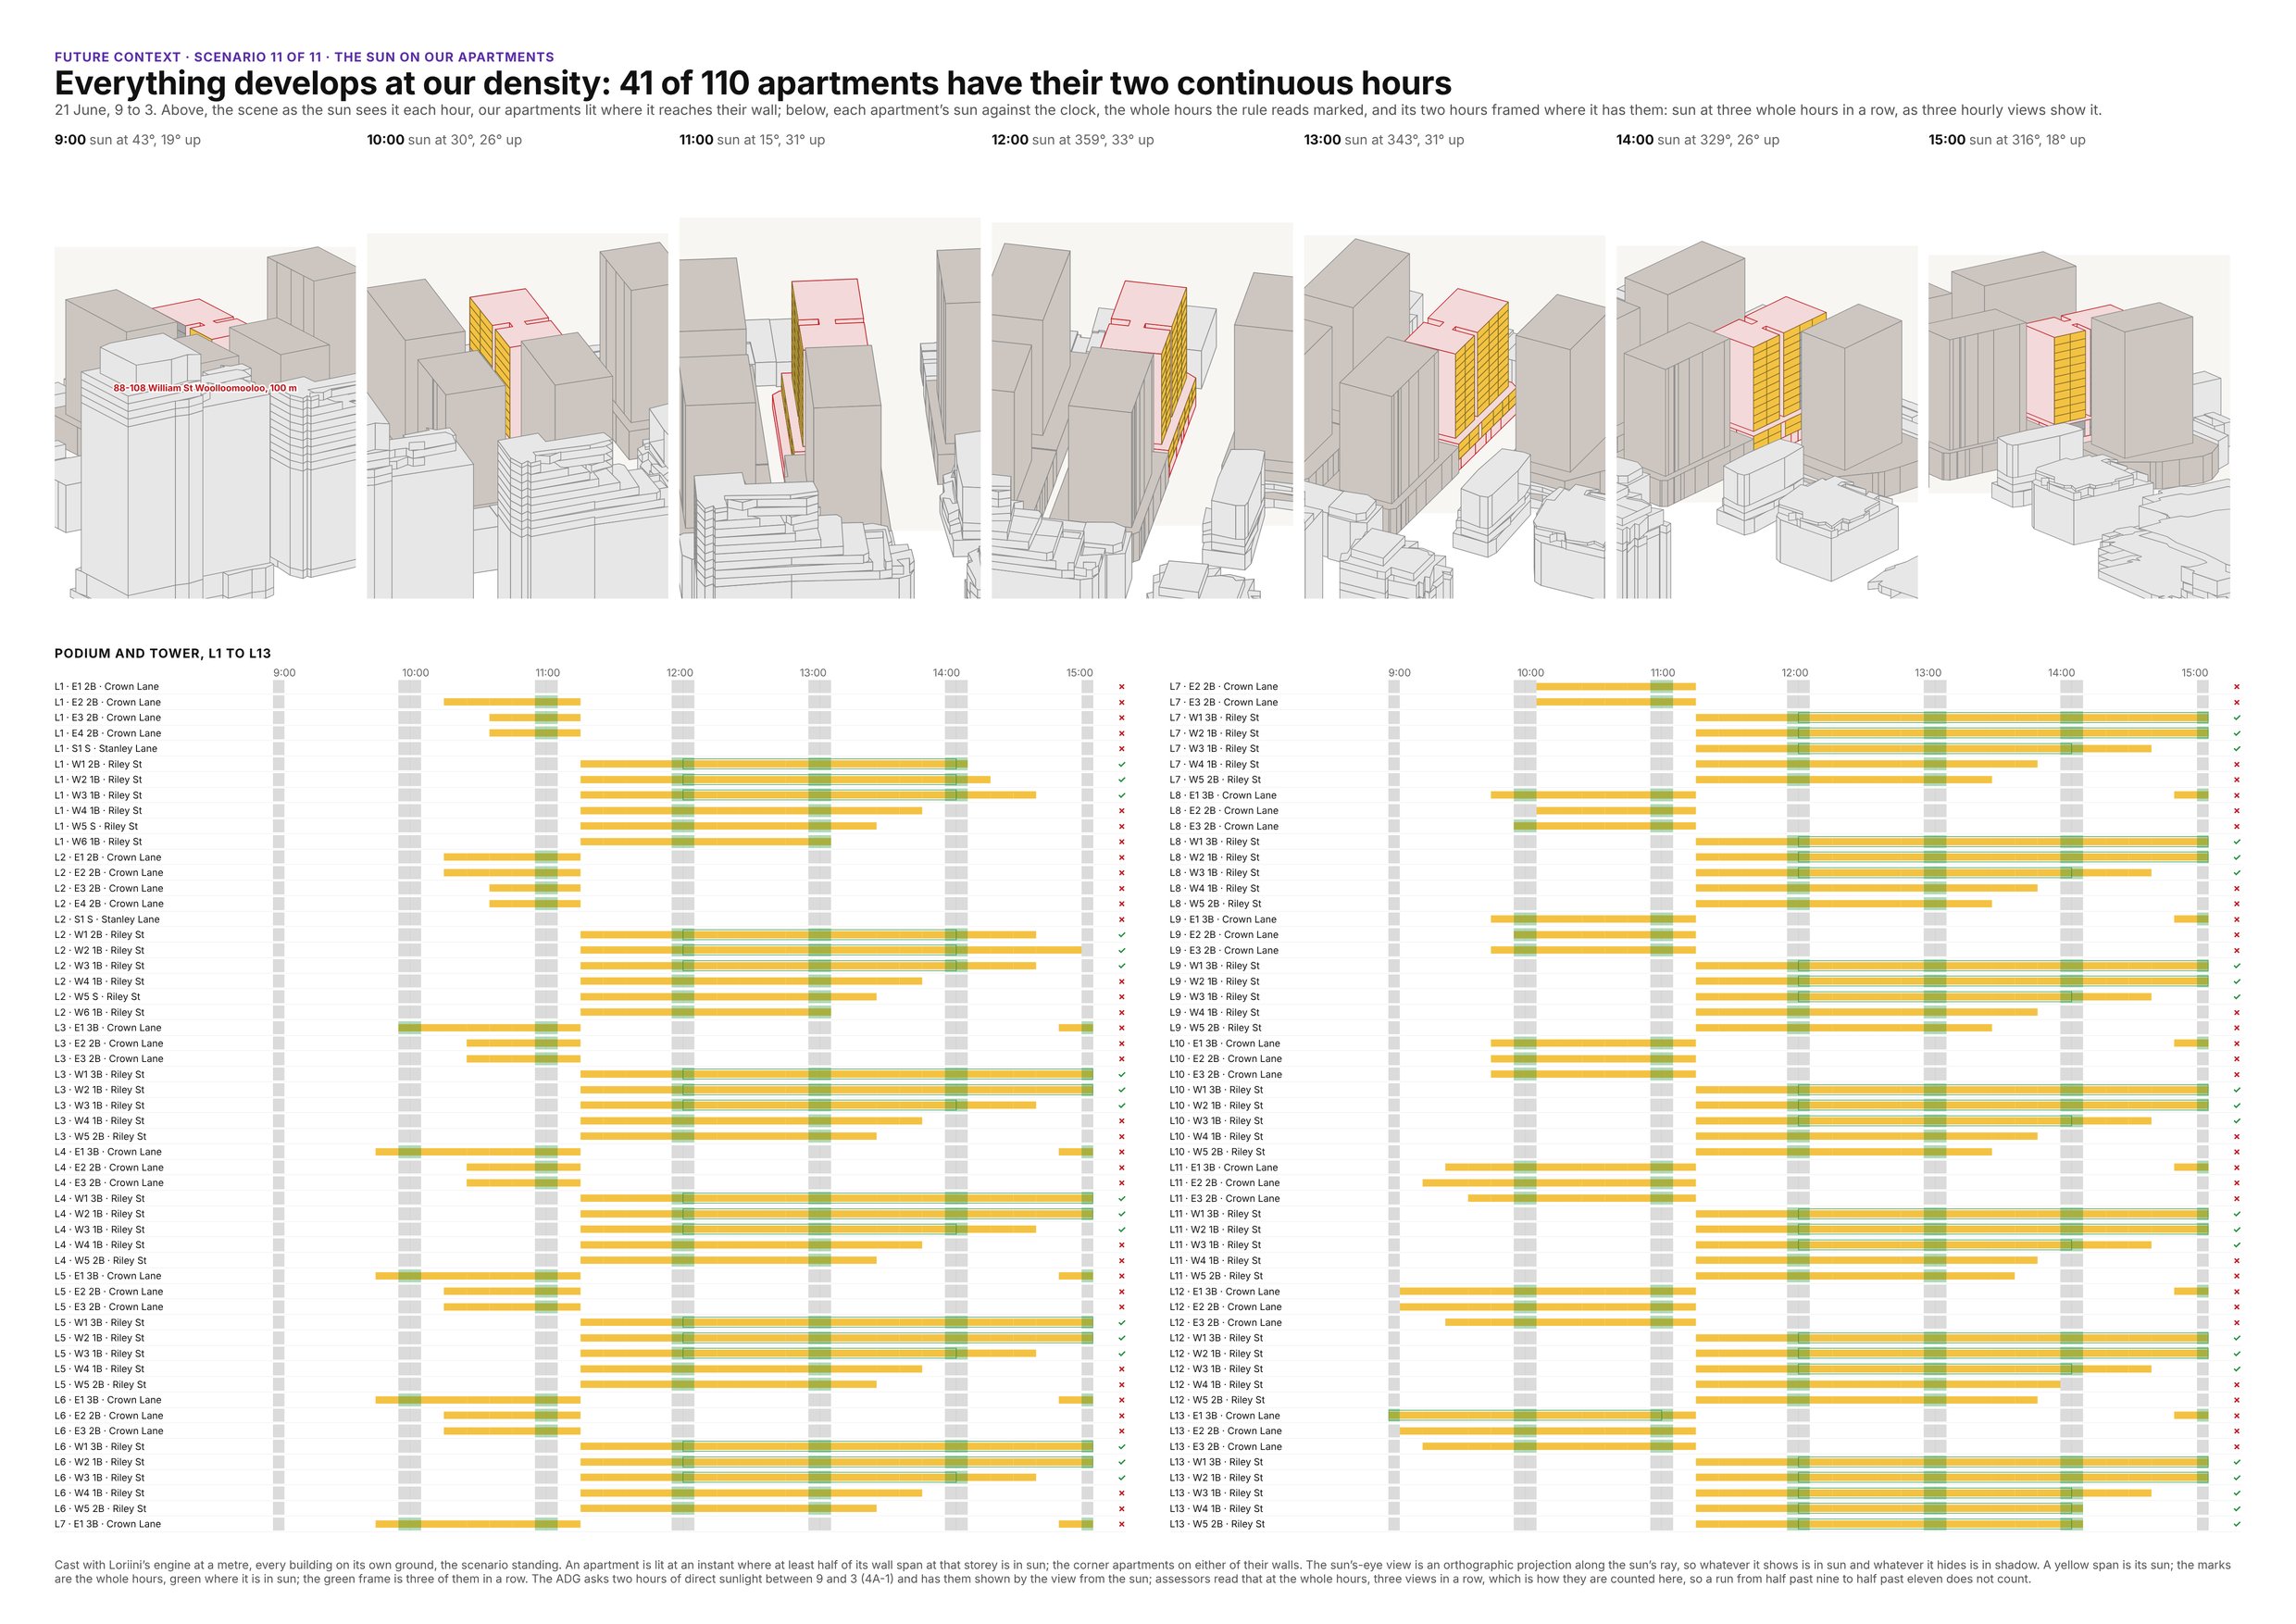 FUTURE CONTEXT · SCENARIO 11 OF 11 · THE SUN ON OUR APARTMENTS
Everything develops at our density: 41 of 110 apartments have their two continuous hours
21 June, 9 to 3. Above, the scene as the sun sees it each hour, our apartments lit where it reaches their wall; below, each apartment's sun against the clock, the whole hours the rule reads marked, and its two hours framed where it has them: sun at three whole hours in a row, as three hourly views show it.
9:00 sun at 43°, 19° up
10:00 sun at 30°, 26° up
11:00 sun at 15°, 31° up
12:00 sun at 359°, 33° up
13:00 sun at 343°, 31° up
14:00 sun at 329°, 26° up
15:00 sun at 316°, 18° up
88-108 William St Woolloomooloo, 100 m
PODIUM AND TOWER, L1 TO L13
9:00 10:00 11:00 12:00 13:00 14:00 15:00
L1 · E1 2B · Crown Lane
L1 · E2 2B · Crown Lane
L1 · E3 2B · Crown Lane
L1 · E4 2B · Crown Lane
L1 · S1 S · Stanley Lane
L1 · W1 2B · Riley St
L1 · W2 1B · Riley St
L1 · W3 1B · Riley St
L1 · W4 1B · Riley St
L1 · W5 S · Riley St
L1 · W6 1B · Riley St
L2 · E1 2B · Crown Lane
L2 · E2 2B · Crown Lane
L2 · E3 2B · Crown Lane
L2 · E4 2B · Crown Lane
L2 · S1 S · Stanley Lane
L2 · W1 2B · Riley St
L2 · W2 1B · Riley St
L2 · W3 1B · Riley St
L2 · W4 1B · Riley St
L2 · W5 S · Riley St
L2 · W6 1B · Riley St
L3 · E1 3B · Crown Lane
L3 · E2 2B · Crown Lane
L3 · E3 2B · Crown Lane
L3 · W1 3B · Riley St
L3 · W2 1B · Riley St
L3 · W3 1B · Riley St
L3 · W4 1B · Riley St
L3 · W5 2B · Riley St
L4 · E1 3B · Crown Lane
L4 · E2 2B · Crown Lane
L4 · E3 2B · Crown Lane
L4 · W1 3B · Riley St
L4 · W2 1B · Riley St
L4 · W3 1B · Riley St
L4 · W4 1B · Riley St
L4 · W5 2B · Riley St
L5 · E1 3B · Crown Lane
L5 · E2 2B · Crown Lane
L5 · E3 2B · Crown Lane
L5 · W1 3B · Riley St
L5 · W2 1B · Riley St
L5 · W3 1B · Riley St
L5 · W4 1B · Riley St
L5 · W5 2B · Riley St
L6 · E1 3B · Crown Lane
L6 · E2 2B · Crown Lane
L6 · E3 2B · Crown Lane
L6 · W1 3B · Riley St
L6 · W2 1B · Riley St
L6 · W3 1B · Riley St
L6 · W4 1B · Riley St
L6 · W5 2B · Riley St
L7 · E1 3B · Crown Lane
9:00 10:00 11:00 12:00 13:00 14:00 15:00
L7 · E2 2B · Crown Lane
L7 · E3 2B · Crown Lane
L7 · W1 3B · Riley St
L7 · W2 1B · Riley St
L7 · W3 1B · Riley St
L7 · W4 1B · Riley St
L7 · W5 2B · Riley St
L8 · E1 3B · Crown Lane
L8 · E2 2B · Crown Lane
L8 · E3 2B · Crown Lane
L8 · W1 3B · Riley St
L8 · W2 1B · Riley St
L8 · W3 1B · Riley St
L8 · W4 1B · Riley St
L8 · W5 2B · Riley St
L9 · E1 3B · Crown Lane
L9 · E2 2B · Crown Lane
L9 · E3 2B · Crown Lane
L9 · W1 3B · Riley St
L9 · W2 1B · Riley St
L9 · W3 1B · Riley St
L9 · W4 1B · Riley St
L9 · W5 2B · Riley St
L10 · E1 3B · Crown Lane
L10 · E2 2B · Crown Lane
L10 · E3 2B · Crown Lane
L10 · W1 3B · Riley St
L10 · W2 1B · Riley St
L10 · W3 1B · Riley St
L10 · W4 1B · Riley St
L10 · W5 2B · Riley St
L11 · E1 3B · Crown Lane
L11 · E2 2B · Crown Lane
L11 · E3 2B · Crown Lane
L11 · W1 3B · Riley St
L11 · W2 1B · Riley St
L11 · W3 1B · Riley St
L11 · W4 1B · Riley St
L11 · W5 2B · Riley St
L12 · E1 3B · Crown Lane
L12 · E2 2B · Crown Lane
L12 · E3 2B · Crown Lane
L12 · W1 3B · Riley St
L12 · W2 1B · Riley St
L12 · W3 1B · Riley St
L12 · W4 1B · Riley St
L12 · W5 2B · Riley St
L13 · E1 3B · Crown Lane
L13 · E2 2B · Crown Lane
L13 · E3 2B · Crown Lane
L13 · W1 3B · Riley St
L13 · W2 1B · Riley St
L13 · W3 1B · Riley St
L13 · W4 1B · Riley St
L13 · W5 2B · Riley St
Cast with Loriini's engine at a metre, every building on its own ground, the scenario standing. An apartment is lit at an instant where at least half of its wall span at that storey is in sun; the corner apartments on either of their walls. The sun's-eye view is an orthographic projection along the sun's ray, so whatever it shows is in sun and whatever it hides is in shadow. A yellow span is its sun; the marks
are the whole hours, green where it is in sun; the green frame is three of them in a row. The ADG asks two hours of direct sunlight between 9 and 3 (4A-1) and has them shown by the view from the sun; assessors read that at the whole hours, three views in a row, which is how they are counted here, so a run from half past nine to half past eleven does not count.